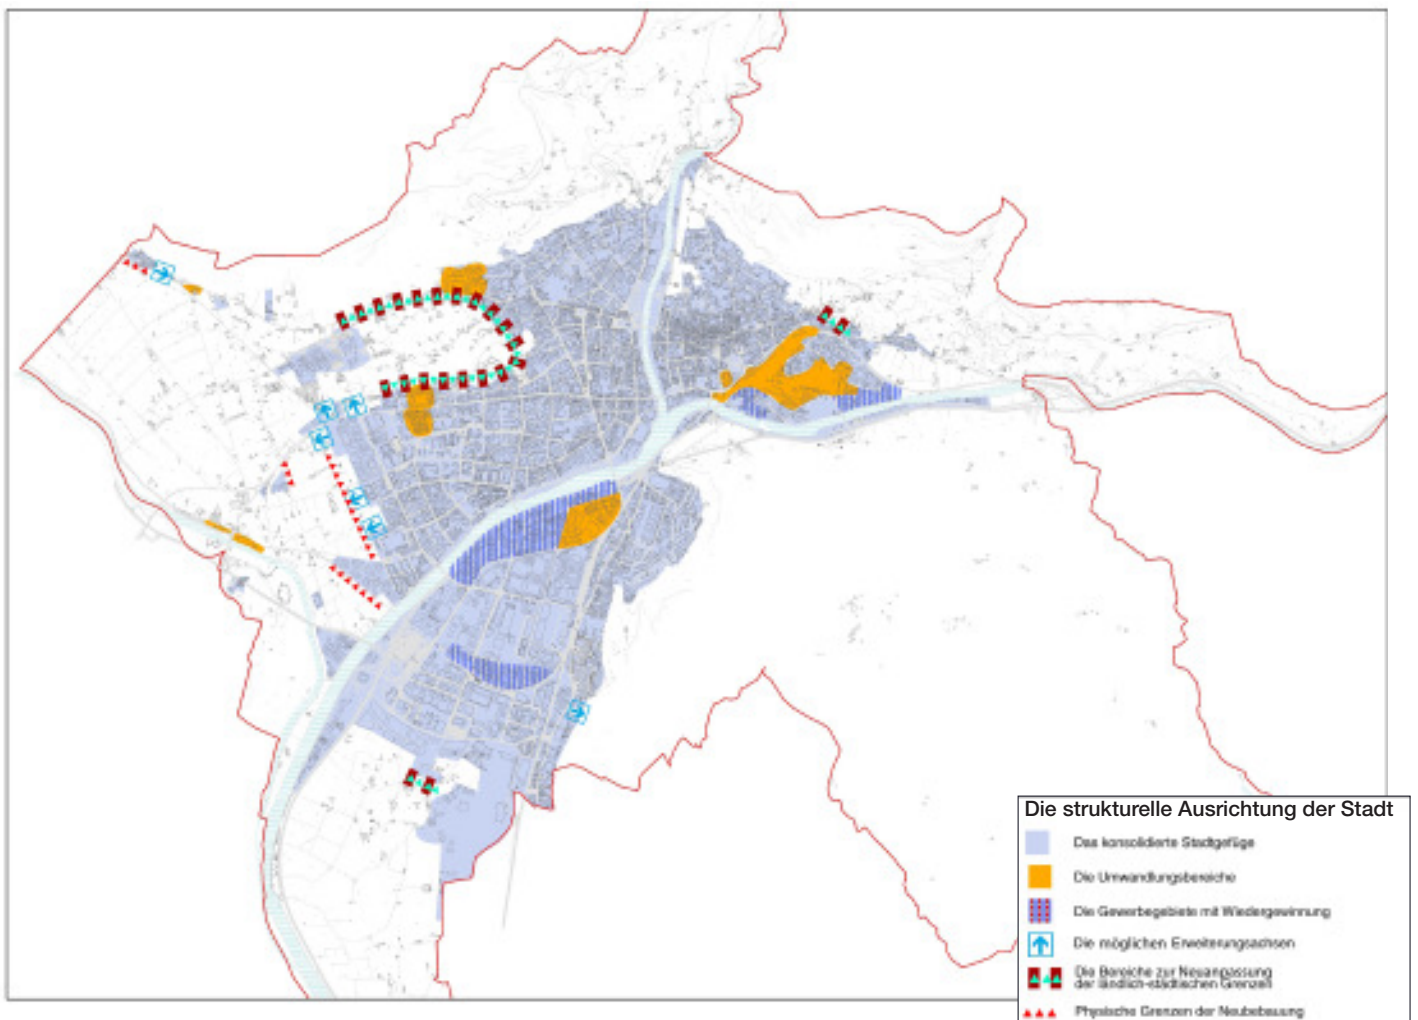 Die strukturelle Ausrichtung der Stadt
Das konsolidierte Stadtgefüge
Die Umwandlungsbereiche
Die Gewerbegebiete mit Wiedergewinnung
Die möglichen Erweiterungsachsen
Die Bereiche zur Neuanpassung
der ländlich-städtischen Grenzen
Physische Grenzen der Neubebauung